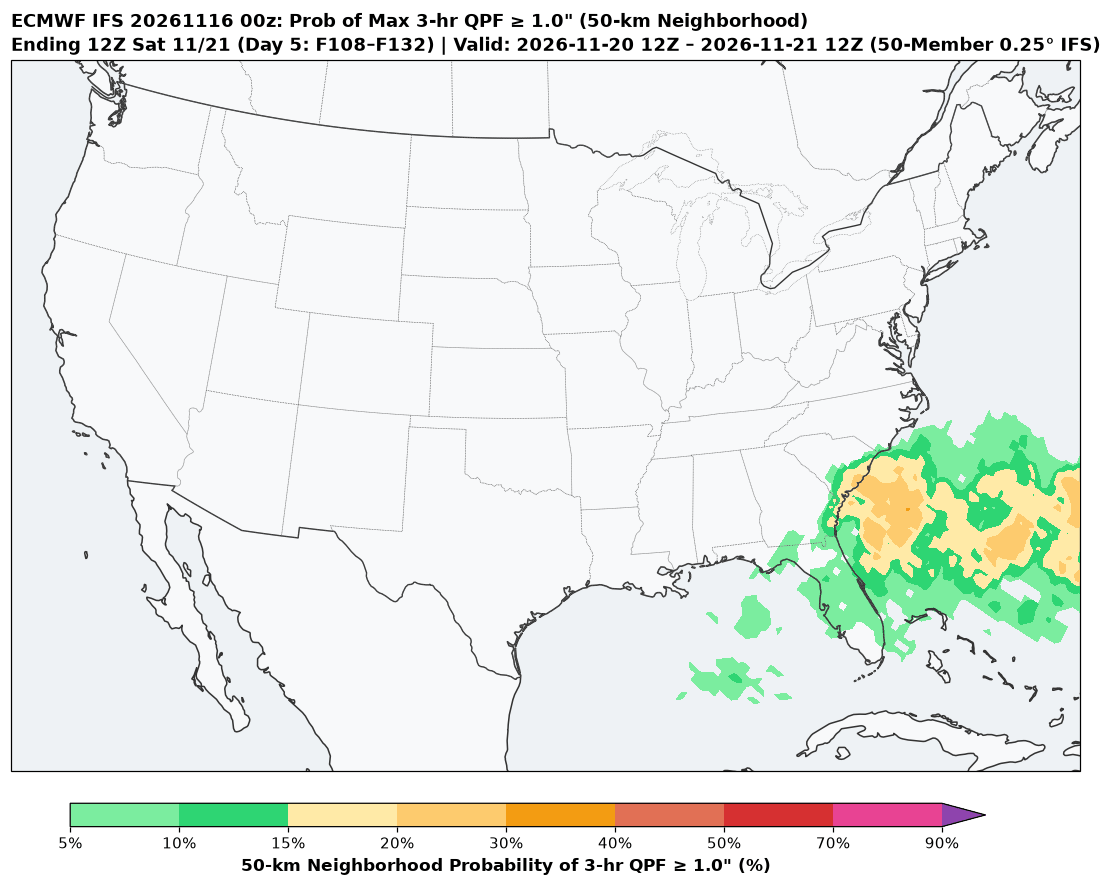 ECMWF IFS 20261116 00z: Prob of Max 3-hr QPF ≥ 1.0" (50-km Neighborhood)
Ending 12Z Sat 11/21 (Day 5: F108–F132) | Valid: 2026-11-20 12Z – 2026-11-21 12Z (50-Member 0.25° IFS)
5% 10% 15% 20% 30% 40% 50% 70% 90%
50-km Neighborhood Probability of 3-hr QPF ≥ 1.0" (%)